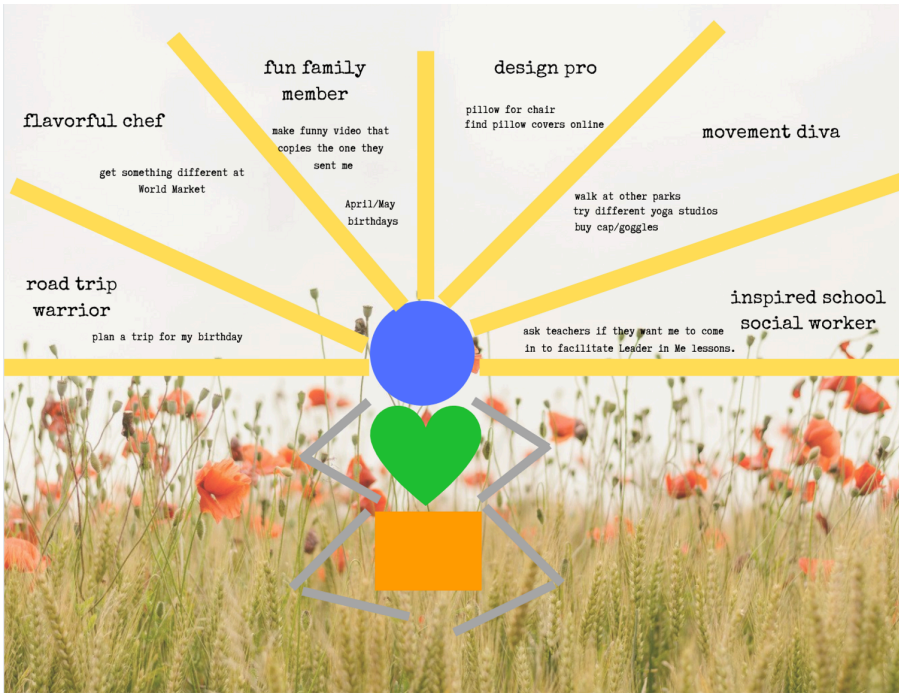 flavorful chef
get something different at
World Market
fun family
member
make funny video that
copies the one they
sent me
April/May
birthdays
design pro
pillow for chair
find pillow covers online
movement diva
walk at other parks
try different yoga studios
buy cap/goggles
road trip
warrior
plan a trip for my birthday
inspired school
social worker
ask teachers if they want me to come
in to facilitate Leader in Me lessons.